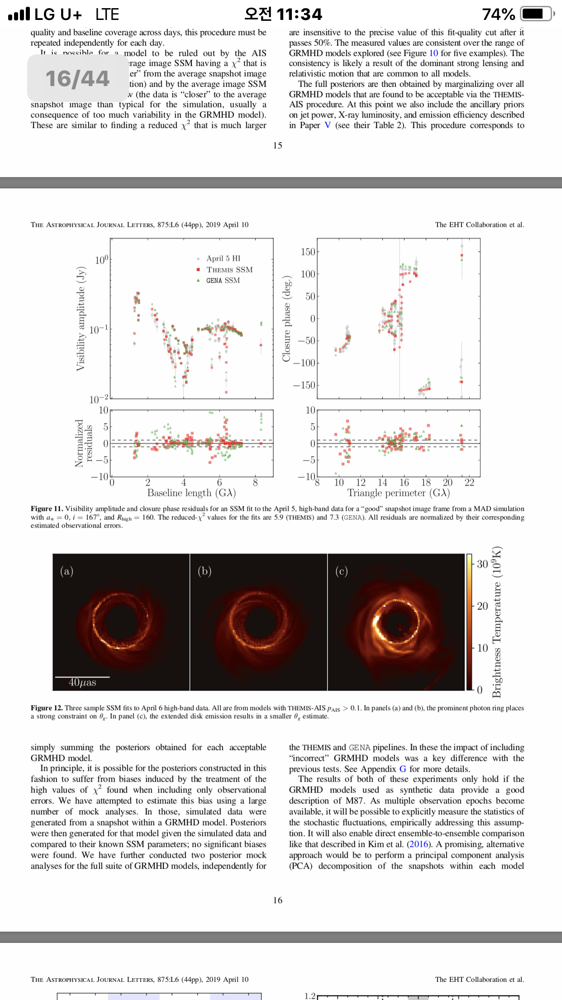 LG U+ LTE
오전 11:34
74%
quality and baseline coverage across days, this procedure must be
repeated independently for each day.
It is possible for a model to be ruled out by the AIS
erage image SSM having a χ² that is
er” from the average snapshot image
tion) and by the average image SSM
w (the data is “closer” to the average
snapshot image than typical for the simulation, usually a
consequence of too much variability in the GRMHD model).
These are similar to finding a reduced χ² that is much larger
16/44
are insensitive to the precise value of this fit-quality cut after it
passes 50%. The measured values are consistent over the range of
GRMHD models explored (see Figure 10 for five examples). The
consistency is likely a result of the dominant strong lensing and
relativistic motion that are common to all models.
The full posteriors are then obtained by marginalizing over all
GRMHD models that are found to be acceptable via the THEMIS-
AIS procedure. At this point we also include the ancillary priors
on jet power, X-ray luminosity, and emission efficiency described
in Paper V (see their Table 2). This procedure corresponds to
15
THE ASTROPHYSICAL JOURNAL LETTERS, 875:L6 (44pp), 2019 April 10
The EHT Collaboration et al.
Visibility amplitude (Jy)
10⁰
10⁻¹
10⁻²
April 5 HI
THEMIS SSM
GENA SSM
Normalized
residuals
10
5
0
−5
−10
0 2 4 6 8
Baseline length (Gλ)
Closure phase (deg.)
150
100
50
0
−50
−100
−150
10
5
0
−5
−10
8 10 12 14 16 18 20 22
Triangle perimeter (Gλ)
Figure 11. Visibility amplitude and closure phase residuals for an SSM fit to the April 5, high-band data for a “good” snapshot image frame from a MAD simulation
with a* = 0, i = 167°, and Rhigh = 160. The reduced-χ² values for the fits are 5.9 (THEMIS) and 7.3 (GENA). All residuals are normalized by their corresponding
estimated observational errors.
(a)
(b)
(c)
40μas
30
20
10
0
Brightness Temperature (10⁹K)
Figure 12. Three sample SSM fits to April 6 high-band data. All are from models with THEMIS-AIS pAIS > 0.1. In panels (a) and (b), the prominent photon ring places
a strong constraint on θg. In panel (c), the extended disk emission results in a smaller θg estimate.
simply summing the posteriors obtained for each acceptable
GRMHD model.
In principle, it is possible for the posteriors constructed in this
fashion to suffer from biases induced by the treatment of the
high values of χ² found when including only observational
errors. We have attempted to estimate this bias using a large
number of mock analyses. In those, simulated data were
generated from a snapshot within a GRMHD model. Posteriors
were then generated for that model given the simulated data and
compared to their known SSM parameters; no significant biases
were found. We have further conducted two posterior mock
analyses for the full suite of GRMHD models, independently for
the THEMIS and GENA pipelines. In these the impact of including
“incorrect” GRMHD models was a key difference with the
previous tests. See Appendix G for more details.
The results of both of these experiments only hold if the
GRMHD models used as synthetic data provide a good
description of M87. As multiple observation epochs become
available, it will be possible to explicitly measure the statistics of
the stochastic fluctuations, empirically addressing this assump-
tion. It will also enable direct ensemble-to-ensemble comparison
like that described in Kim et al. (2016). A promising, alternative
approach would be to perform a principal component analysis
(PCA) decomposition of the snapshots within each model
16
THE ASTROPHYSICAL JOURNAL LETTERS, 875:L6 (44pp), 2019 April 10
The EHT Collaboration et al.
1.2